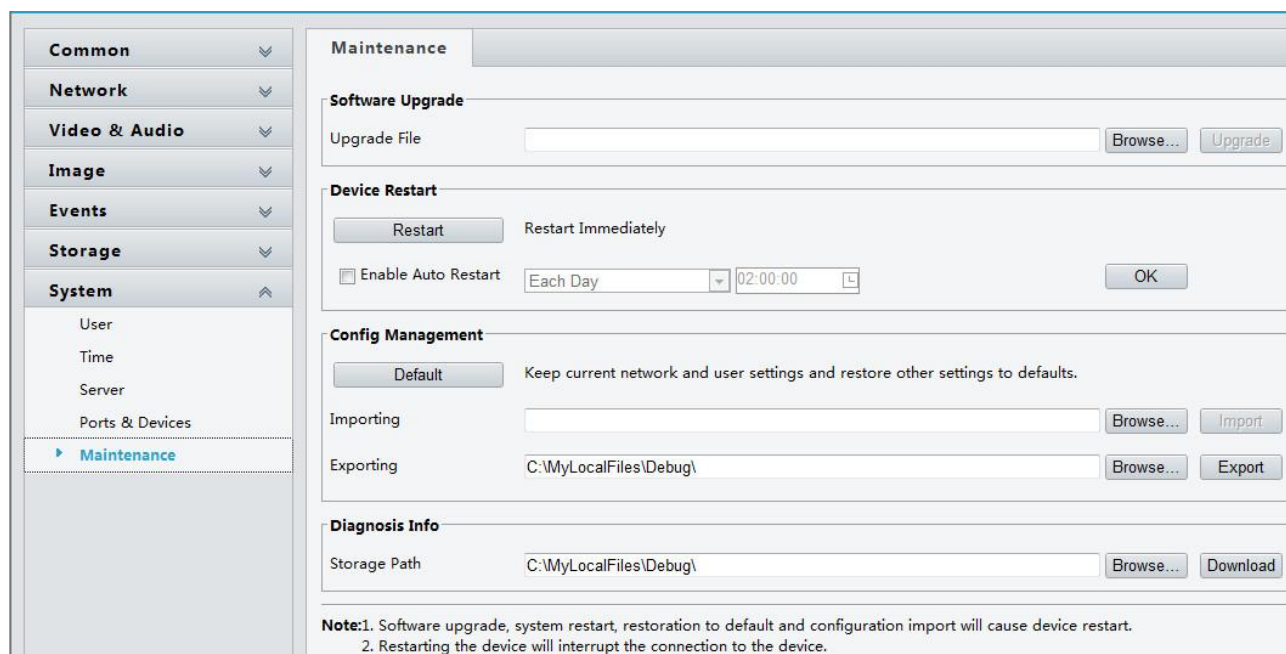 Common
Network
Video & Audio
Image
Events
Storage
System
User
Time
Server
Ports & Devices
Maintenance
Maintenance
Software Upgrade
Upgrade File Browse... Upgrade
Device Restart
Restart Restart Immediately
Enable Auto Restart Each Day 02:00:00 OK
Config Management
Default Keep current network and user settings and restore other settings to defaults.
Importing Browse... Import
Exporting C:\MyLocalFiles\Debug\ Browse... Export
Diagnosis Info
Storage Path C:\MyLocalFiles\Debug\ Browse... Download
Note:1. Software upgrade, system restart, restoration to default and configuration import will cause device restart.
2. Restarting the device will interrupt the connection to the device.